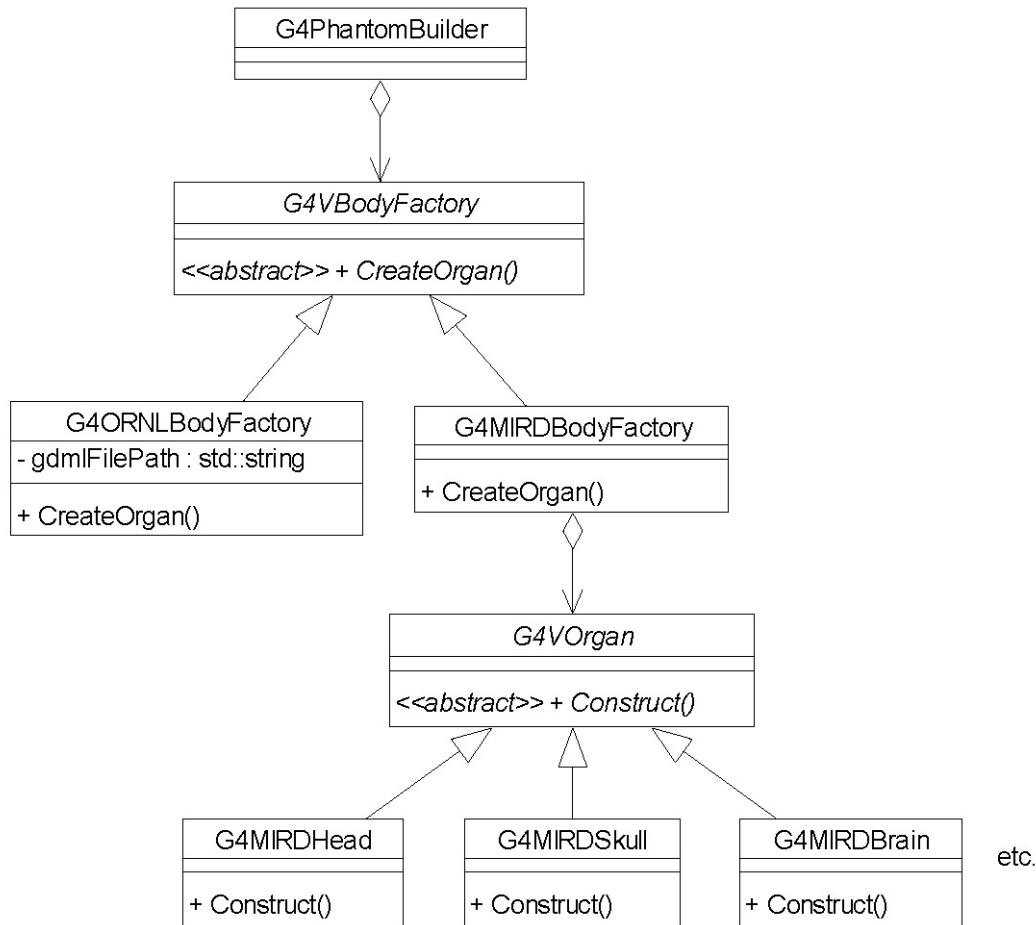 G4PhantomBuilder
G4VBodyFactory
<<abstract>> + CreateOrgan()
G4ORNLBodyFactory
- gdmlFilePath : std::string
+ CreateOrgan()
G4MIRDBodyFactory
+ CreateOrgan()
G4VOrgan
<<abstract>> + Construct()
G4MIRDHead
+ Construct()
G4MIRDSkull
+ Construct()
G4MIRDBrain
+ Construct()
etc.